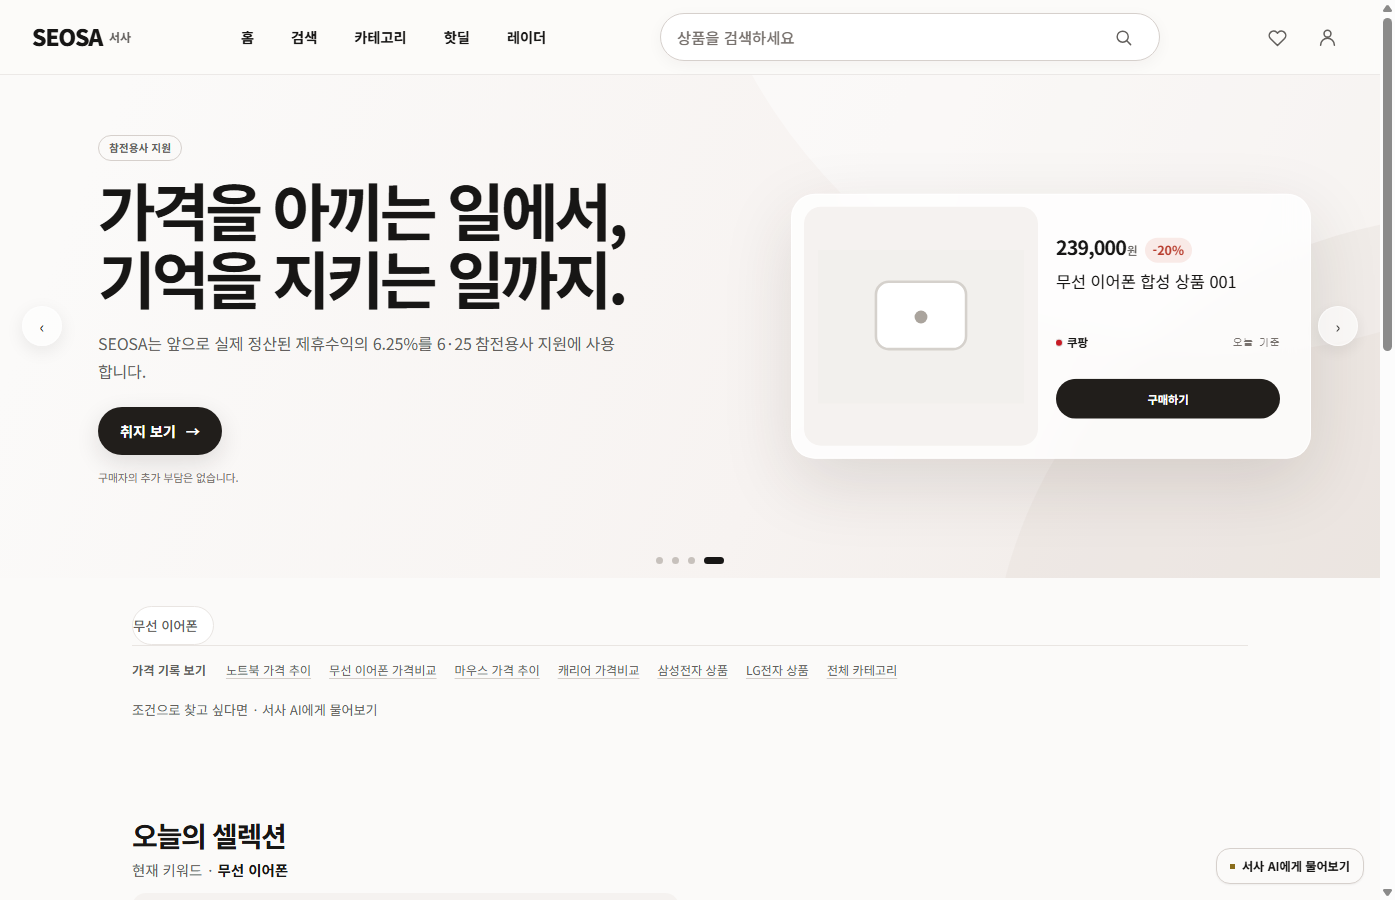 SEOSA 서사
홈 검색 카테고리 핫딜 레이더
상품을 검색하세요
참전용사 지원
가격을 아끼는 일에서,
기억을 지키는 일까지.
SEOSA는 앞으로 실제 정산된 제휴수익의 6.25%를 6·25 참전용사 지원에 사용
합니다.
취지 보기 →
구매자의 추가 부담은 없습니다.
239,000원 -20%
무선 이어폰 합성 상품 001
쿠팡 오늘 기준
구매하기
무선 이어폰
가격 기록 보기 노트북 가격 추이 무선 이어폰 가격비교 마우스 가격 추이 캐리어 가격비교 삼성전자 상품 LG전자 상품 전체 카테고리
조건으로 찾고 싶다면 · 서사 AI에게 물어보기
오늘의 셀렉션
현재 키워드 · 무선 이어폰
서사 AI에게 물어보기